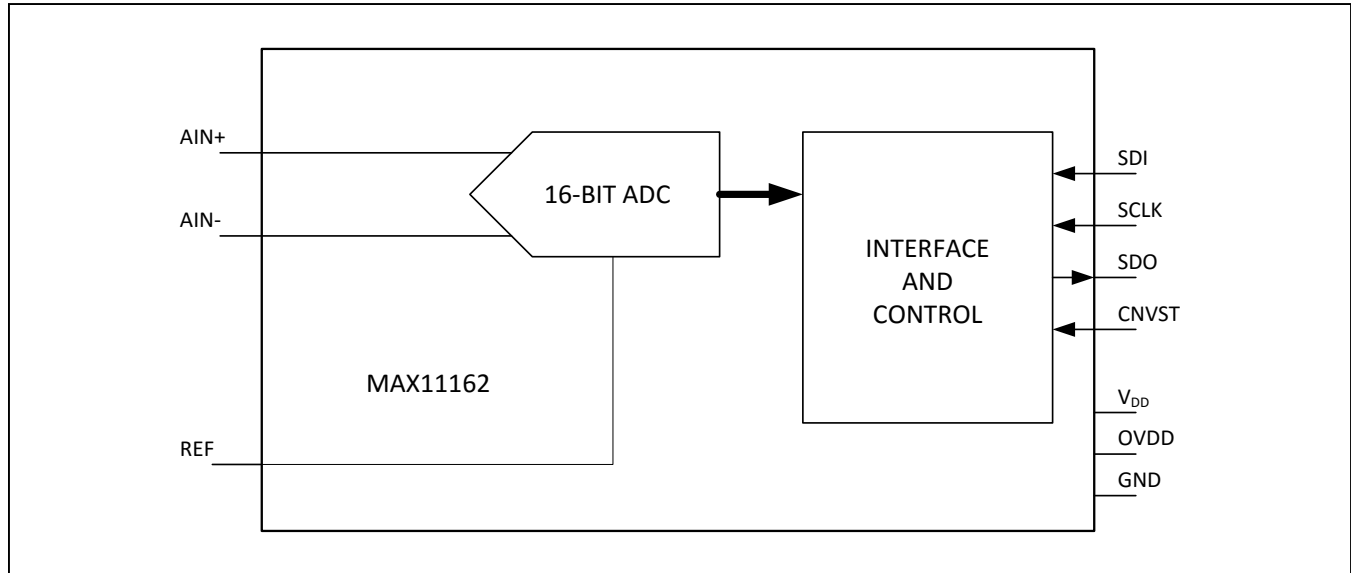 AIN+
AIN-
REF
16-BIT ADC
MAX11162
INTERFACE
AND
CONTROL
SDI
SCLK
SDO
CNVST
VDD
OVDD
GND